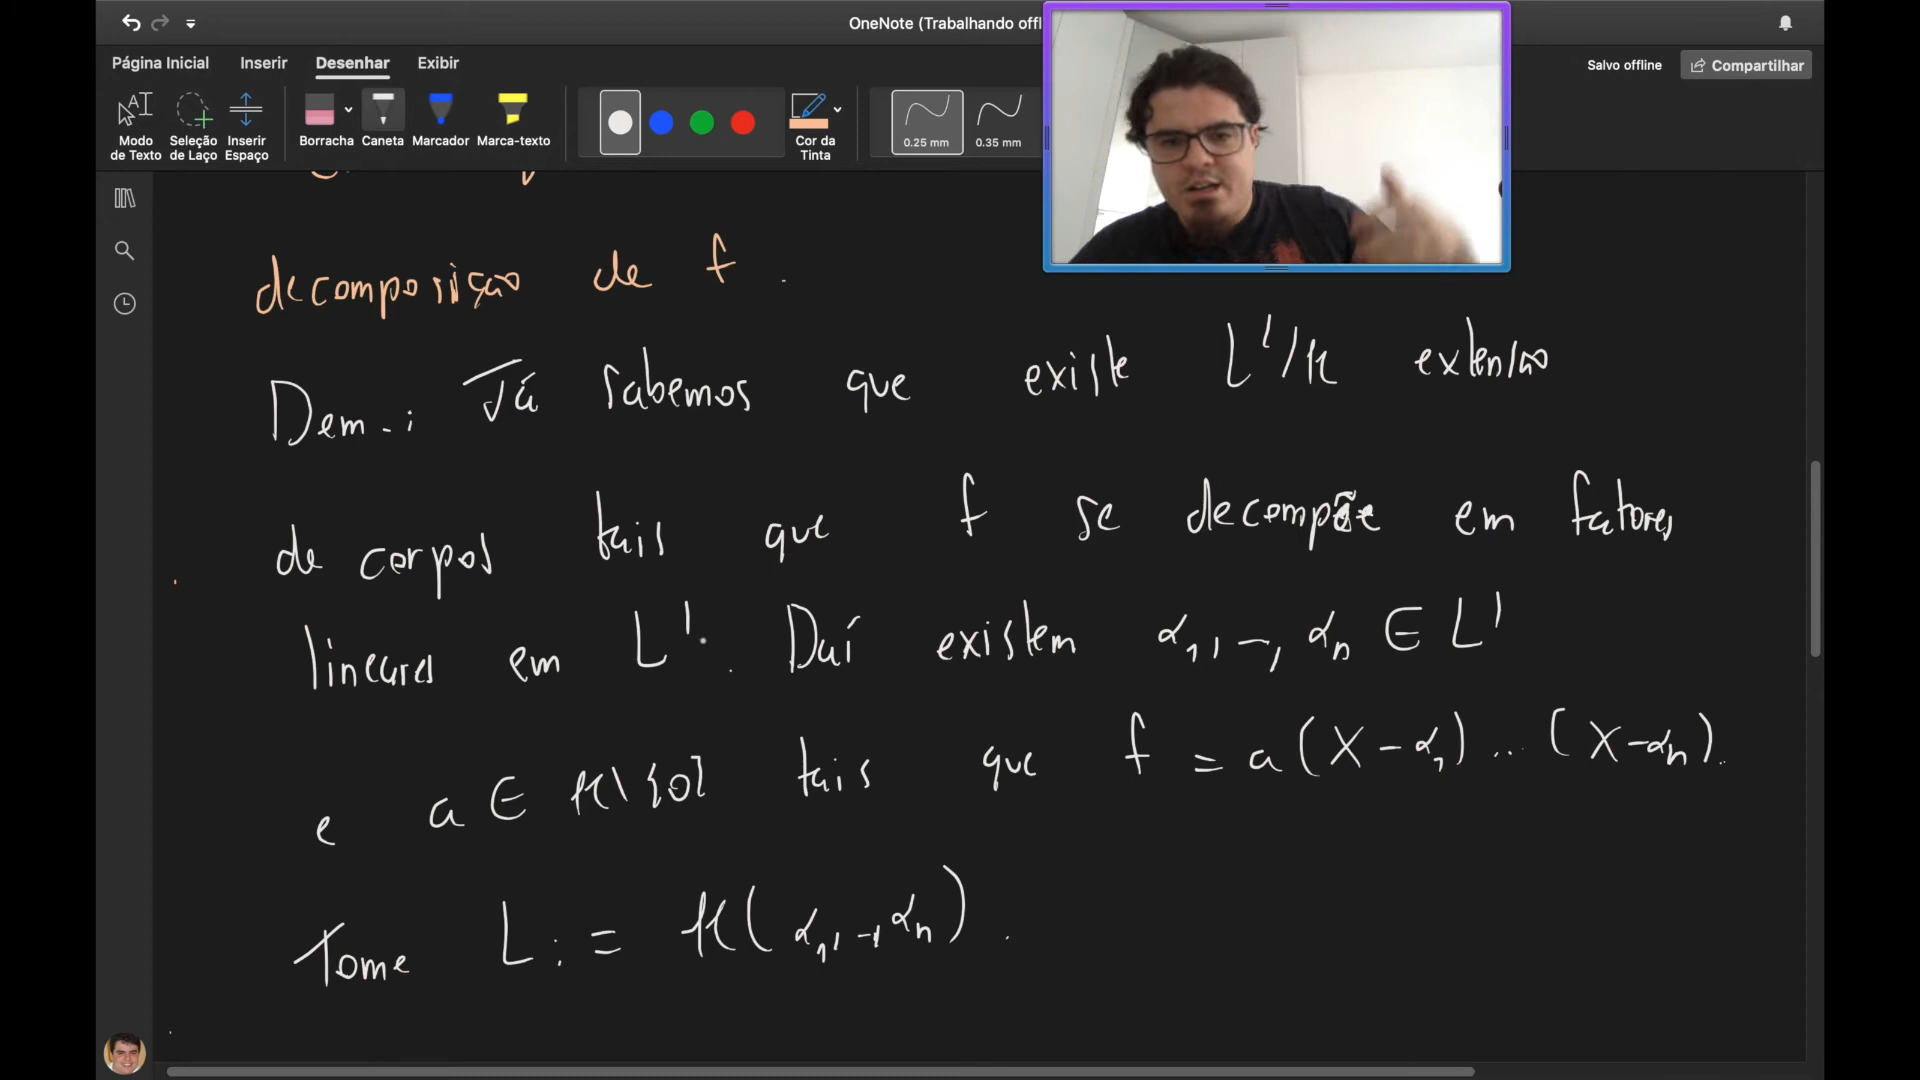 OneNote (Trabalhando offl
Página Inicial Inserir Desenhar Exibir
Salvo offline Compartilhar
Modo de Texto Seleção de Laço Inserir Espaço Borracha Caneta Marcador Marca-texto Cor da Tinta 0.25 mm 0.35 mm
decomposição de f.
Dem.: Já sabemos que existe L'/K extensão
de corpos tais que f se decompõe em fatores
lineares em L'. Daí existem α₁,-,αₙ ∈ L'
e a ∈ K\{0} tais que f = a(X-α₁)...(X-αₙ).
Tome L := K(α₁,-,αₙ).